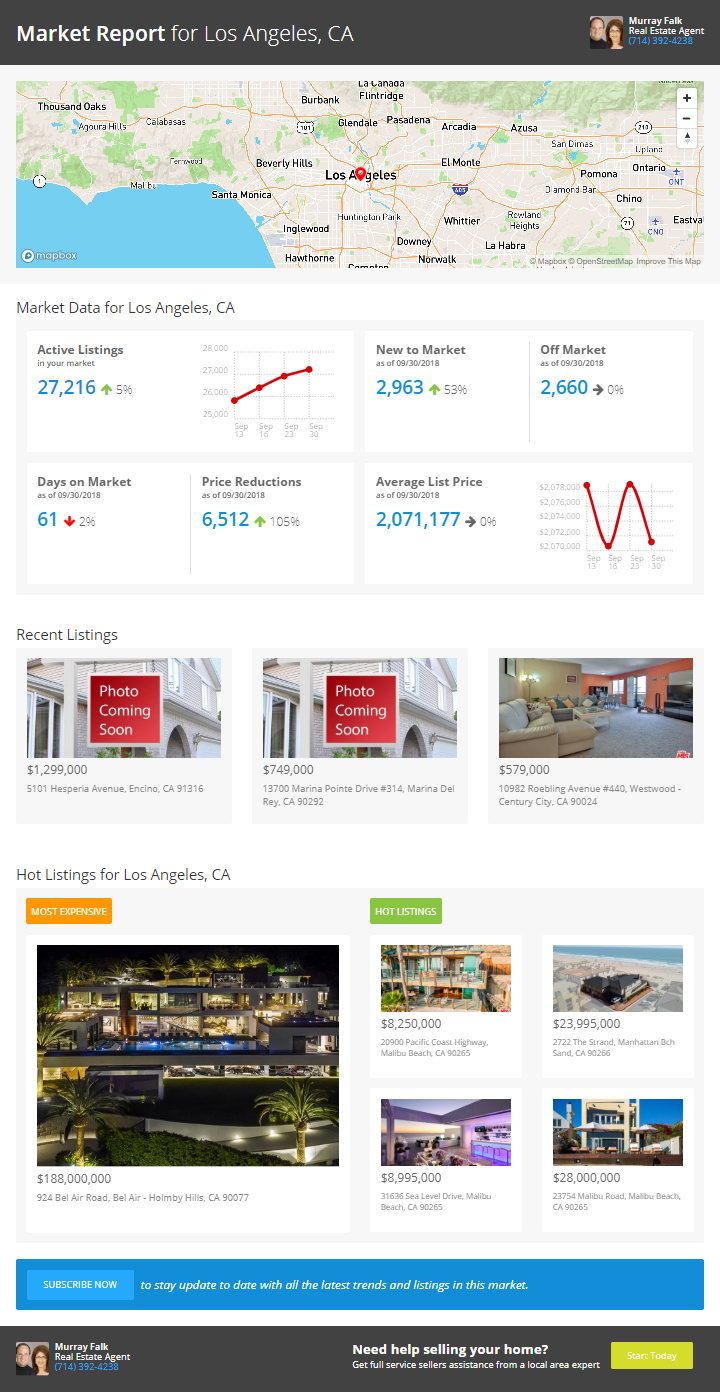 Market Report for Los Angeles, CA
Murray Falk
Real Estate Agent
(714) 392-4238
La Canada
Flintridge
Burbank
Thousand Oaks
Agoura Hills
Calabasas
101
Glendale
Pasadena
Arcadia
Azusa
210
San Dimas
Upland
Fernwood
Beverly Hills
Los Angeles
El Monte
Pomona
Ontario
ONT
1
Malibu
Santa Monica
605
Diamond Bar
Chino
Huntington Park
Whittier
Rowland
Heights
71
CNO
Eastva
Inglewood
Downey
La Habra
Hawthorne
Compton
Norwalk
mapbox
© Mapbox © OpenStreetMap Improve This Map
+
−
Market Data for Los Angeles, CA
Active Listings
in your market
27,216 5%
28,000
27,000
26,000
25,000
Sep 13
Sep 16
Sep 23
Sep 30
New to Market
as of 09/30/2018
2,963 53%
Off Market
as of 09/30/2018
2,660 0%
Days on Market
as of 09/30/2018
61 2%
Price Reductions
as of 09/30/2018
6,512 105%
Average List Price
as of 09/30/2018
2,071,177 0%
$2,078,000
$2,076,000
$2,074,000
$2,072,000
$2,070,000
Sep 13
Sep 16
Sep 23
Sep 30
Recent Listings
Photo
Coming
Soon
$1,299,000
5101 Hesperia Avenue, Encino, CA 91316
Photo
Coming
Soon
$749,000
13700 Marina Pointe Drive #314, Marina Del
Rey, CA 90292
$579,000
10982 Roebling Avenue #440, Westwood -
Century City, CA 90024
Hot Listings for Los Angeles, CA
MOST EXPENSIVE
$188,000,000
924 Bel Air Road, Bel Air - Holmby Hills, CA 90077
HOT LISTINGS
$8,250,000
20900 Pacific Coast Highway,
Malibu Beach, CA 90265
$23,995,000
2722 The Strand, Manhattan Bch
Sand, CA 90266
$8,995,000
31636 Sea Level Drive, Malibu
Beach, CA 90265
$28,000,000
23754 Malibu Road, Malibu Beach,
CA 90265
SUBSCRIBE NOW to stay update to date with all the latest trends and listings in this market.
Murray Falk
Real Estate Agent
(714) 392-4238
Need help selling your home?
Get full service sellers assistance from a local area expert
Start Today